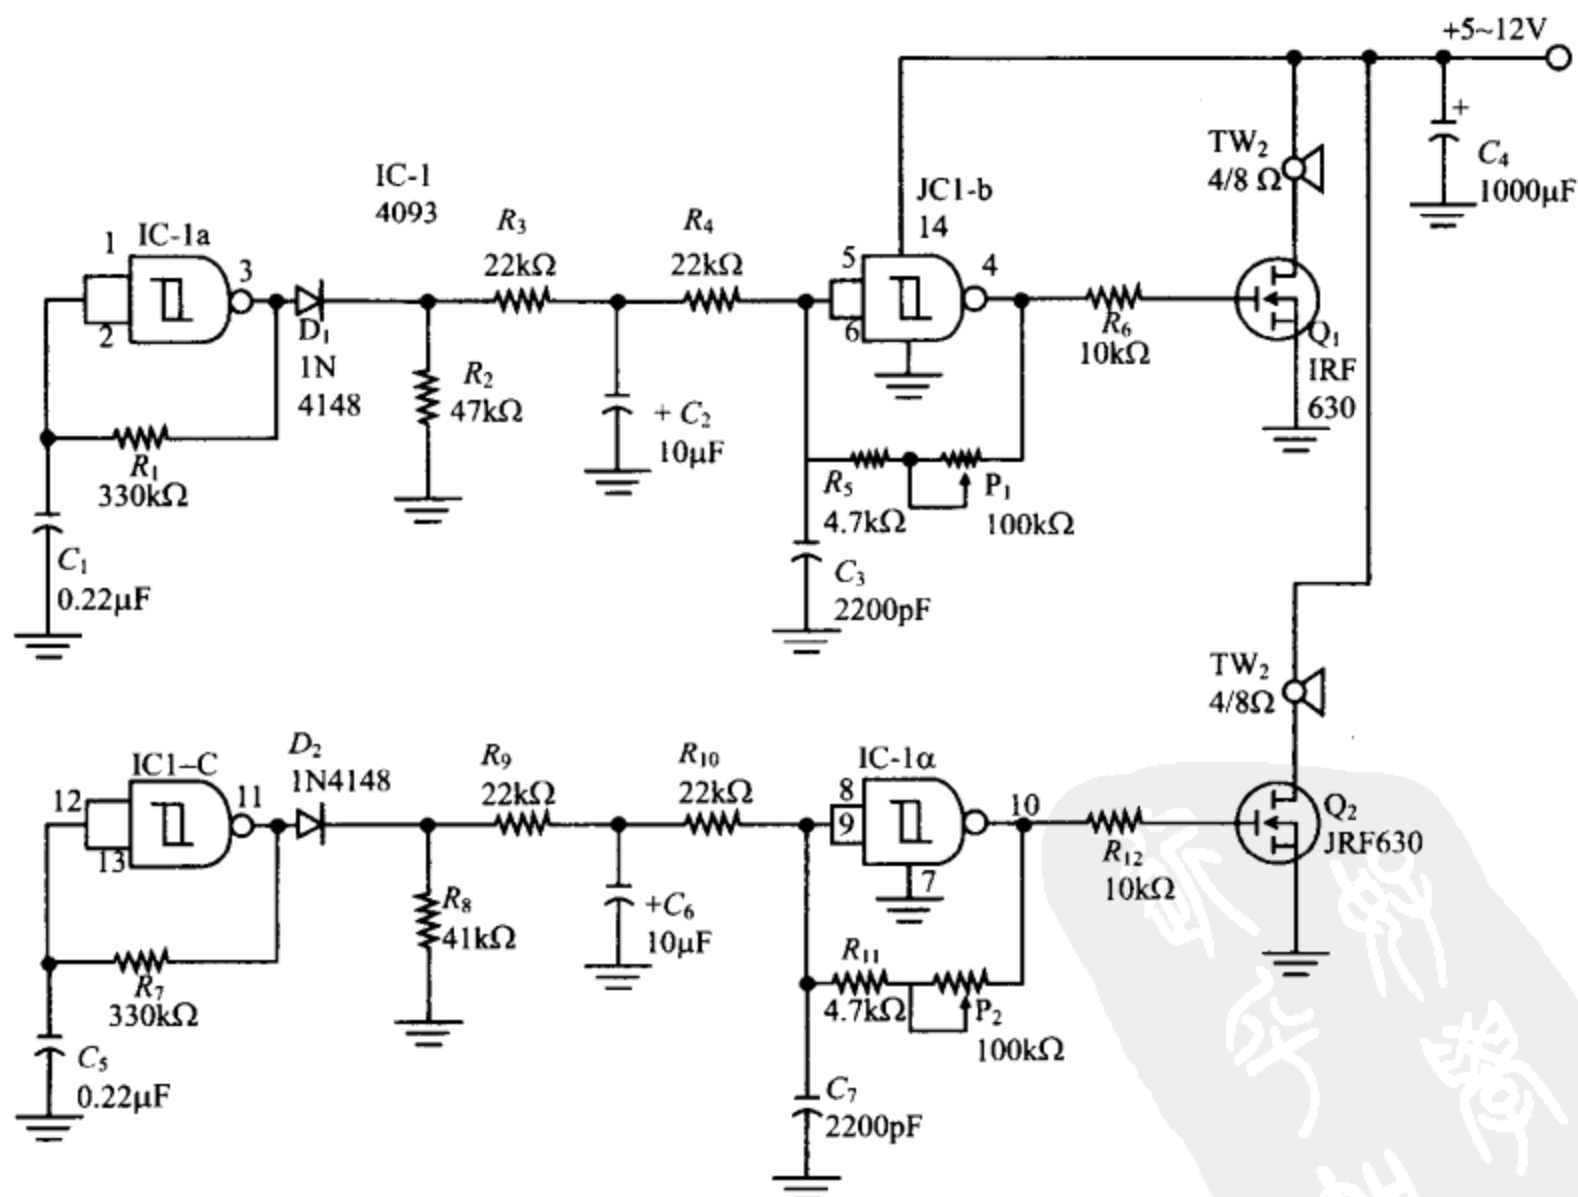 +5~12V
TW₂
4/8 Ω
+
C₄
1000μF
IC-1
4093
JC1-b
14
IC-1a
1
2
3
R₃
22kΩ
R₄
22kΩ
5
6
4
D₁
1N
4148
R₂
47kΩ
+ C₂
10μF
R₆
10kΩ
Q₁
IRF
630
R₁
330kΩ
R₅
4.7kΩ
P₁
100kΩ
C₁
0.22μF
C₃
2200pF
TW₂
4/8Ω
IC1–C
12
13
11
D₂
1N4148
R₉
22kΩ
R₁₀
22kΩ
IC-1α
8
9
10
7
Q₂
JRF630
R₁₂
10kΩ
R₈
41kΩ
+C₆
10μF
R₇
330kΩ
R₁₁
4.7kΩ
P₂
100kΩ
C₅
0.22μF
C₇
2200pF